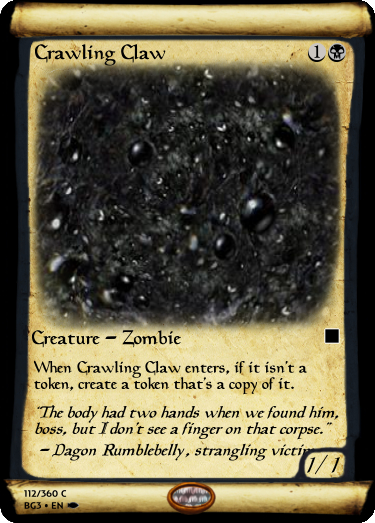 Crawling Claw 1
Creature – Zombie
When Crawling Claw enters, if it isn't a
token, create a token that's a copy of it.
"The body had two hands when we found him,
boss, but I don't see a finger on that corpse."
– Dagon Rumblebelly, strangling
1/1
112/360 C
BG3 • EN